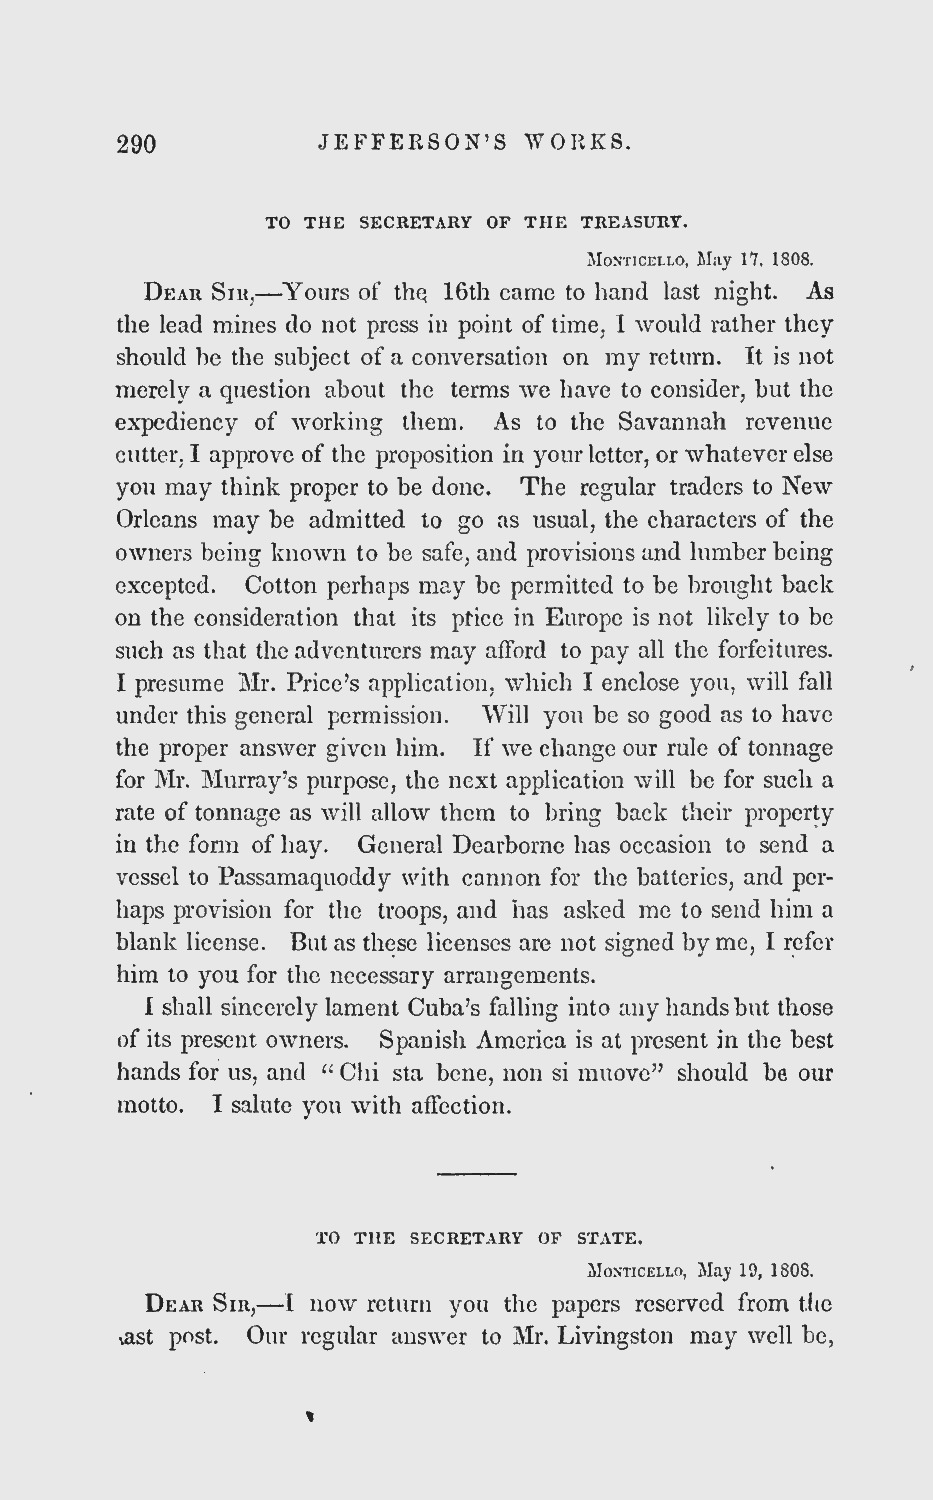 290 JEFFERSON'S WORKS.
TO THE SECRETARY OF THE TREASURY.
MONTICELLO, May 17, 1808.
DEAR SIR,—Yours of the 16th came to hand last night. As
the lead mines do not press in point of time, I would rather they
should be the subject of a conversation on my return. It is not
merely a question about the terms we have to consider, but the
expediency of working them. As to the Savannah revenue
cutter, I approve of the proposition in your letter, or whatever else
you may think proper to be done. The regular traders to New
Orleans may be admitted to go as usual, the characters of the
owners being known to be safe, and provisions and lumber being
excepted. Cotton perhaps may be permitted to be brought back
on the consideration that its price in Europe is not likely to be
such as that the adventurers may afford to pay all the forfeitures.
I presume Mr. Price's application, which I enclose you, will fall
under this general permission. Will you be so good as to have
the proper answer given him. If we change our rule of tonnage
for Mr. Murray's purpose, the next application will be for such a
rate of tonnage as will allow them to bring back their property
in the form of hay. General Dearborne has occasion to send a
vessel to Passamaquoddy with cannon for the batteries, and per-
haps provision for the troops, and has asked me to send him a
blank license. But as these licenses are not signed by me, I refer
him to you for the necessary arrangements.
I shall sincerely lament Cuba's falling into any hands but those
of its present owners. Spanish America is at present in the best
hands for us, and "Chi sta bene, non si muove" should be our
motto. I salute you with affection.
TO THE SECRETARY OF STATE.
MONTICELLO, May 19, 1808.
DEAR SIR,—I now return you the papers reserved from the
last post. Our regular answer to Mr. Livingston may well be,